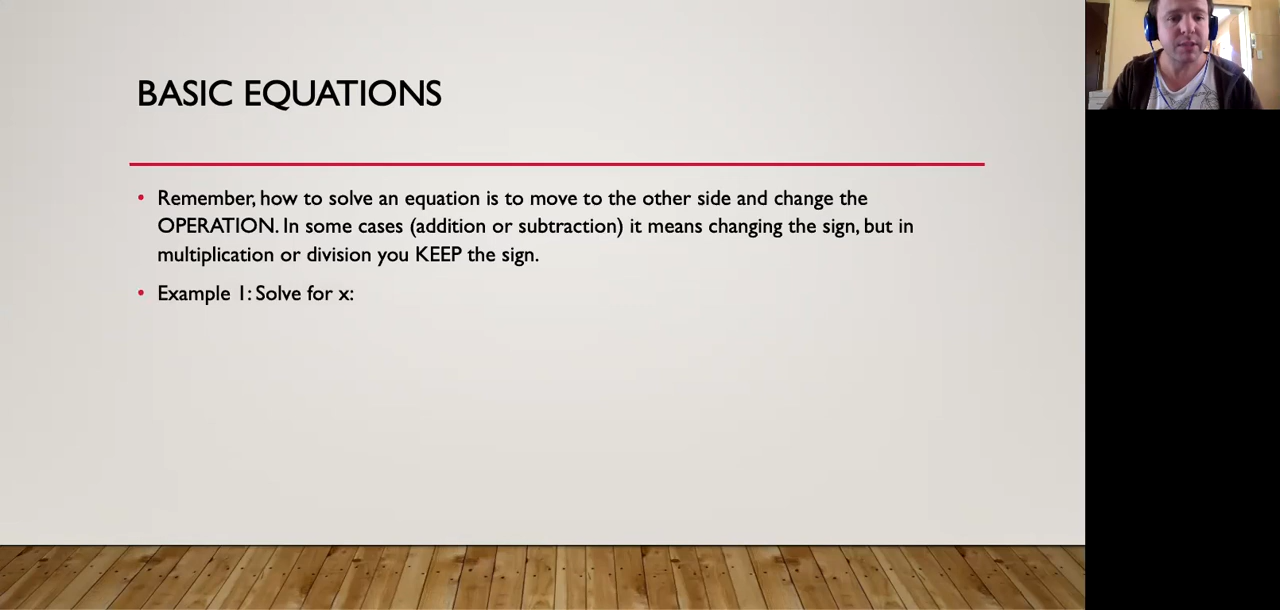 BASIC EQUATIONS
• Remember, how to solve an equation is to move to the other side and change the
OPERATION. In some cases (addition or subtraction) it means changing the sign, but in
multiplication or division you KEEP the sign.
• Example 1: Solve for x: